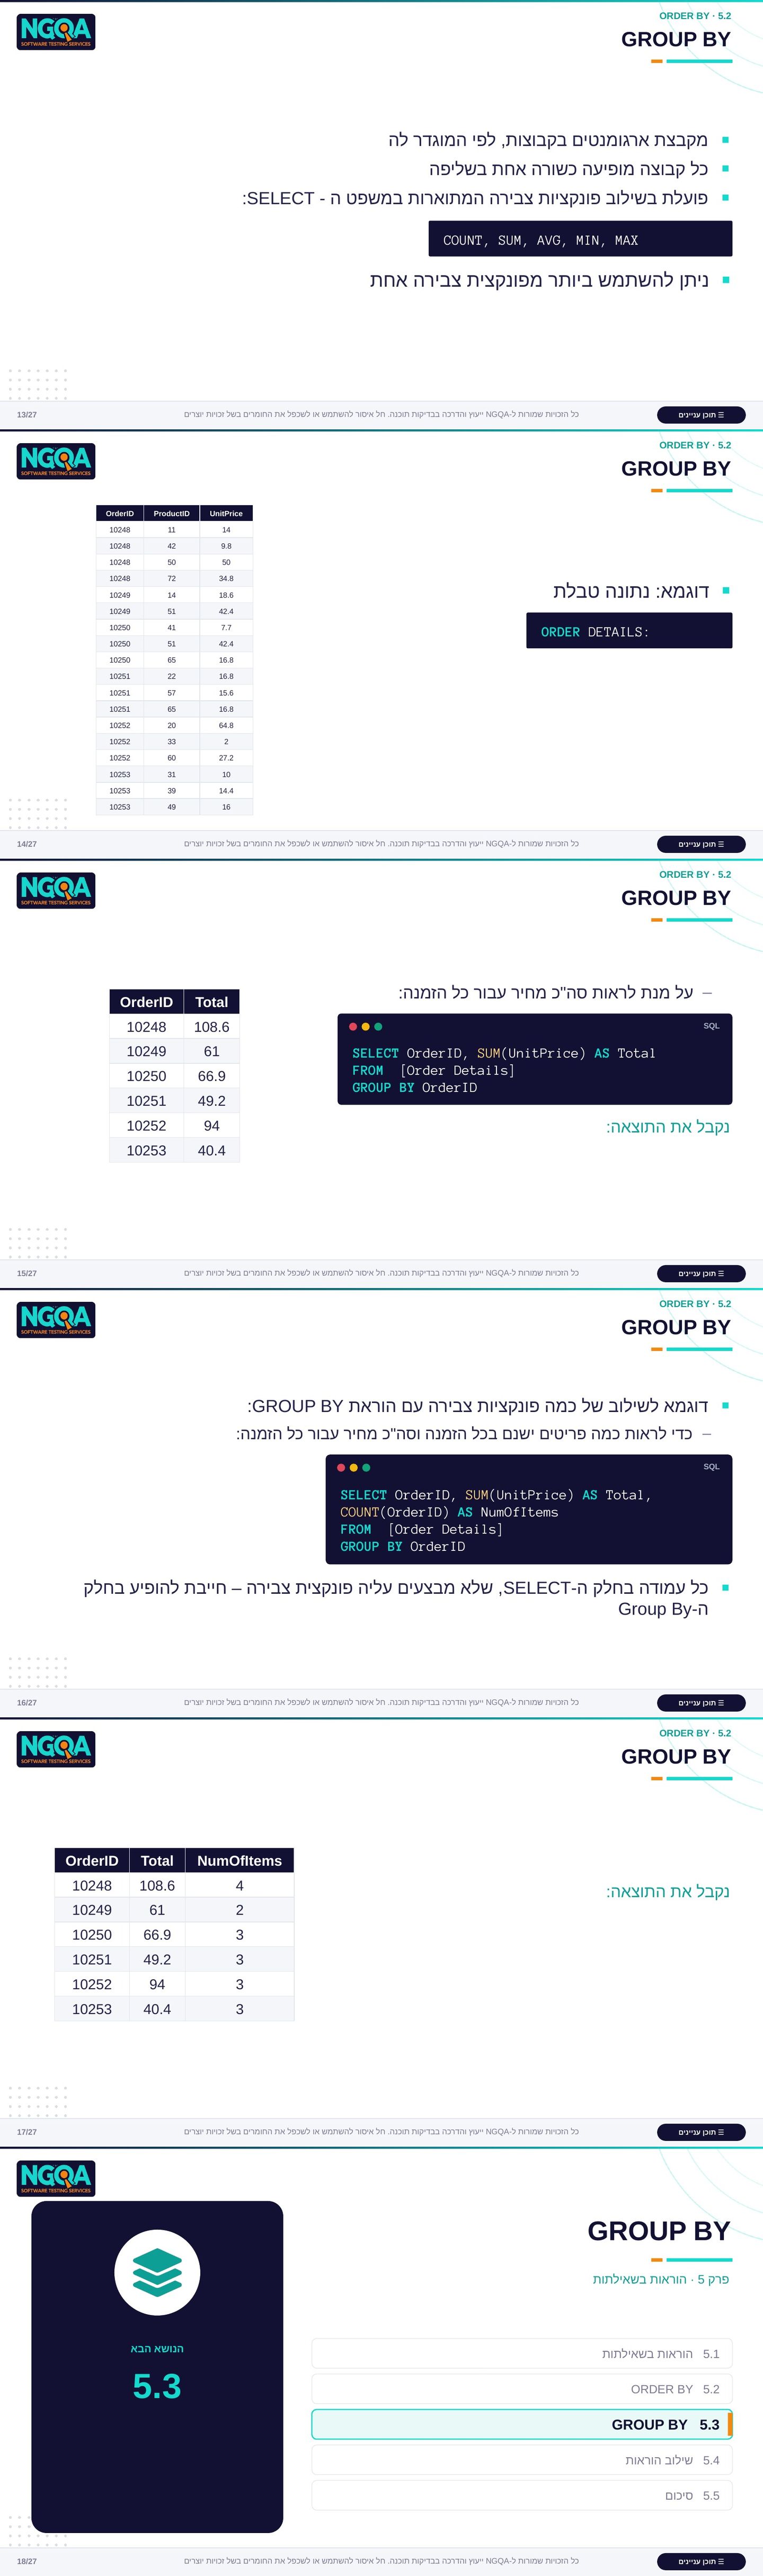 NGQA
SOFTWARE TESTING SERVICES
ORDER BY · 5.2
GROUP BY
מקבצת ארגומנטים בקבוצות, לפי המוגדר לה
כל קבוצה מופיעה כשורה אחת בשליפה
פועלת בשילוב פונקציות צבירה המתוארות במשפט ה - SELECT:
COUNT, SUM, AVG, MIN, MAX
ניתן להשתמש ביותר מפונקצית צבירה אחת
☰ תוכן עניינים
כל הזכויות שמורות ל-NGQA ייעוץ והדרכה בבדיקות תוכנה. חל איסור להשתמש או לשכפל את החומרים בשל זכויות יוצרים
13/27
NGQA
SOFTWARE TESTING SERVICES
ORDER BY · 5.2
GROUP BY
דוגמא: נתונה טבלת
ORDER DETAILS:
OrderID ProductID UnitPrice
10248 11 14
10248 42 9.8
10248 50 50
10248 72 34.8
10249 14 18.6
10249 51 42.4
10250 41 7.7
10250 51 42.4
10250 65 16.8
10251 22 16.8
10251 57 15.6
10251 65 16.8
10252 20 64.8
10252 33 2
10252 60 27.2
10253 31 10
10253 39 14.4
10253 49 16
☰ תוכן עניינים
כל הזכויות שמורות ל-NGQA ייעוץ והדרכה בבדיקות תוכנה. חל איסור להשתמש או לשכפל את החומרים בשל זכויות יוצרים
14/27
NGQA
SOFTWARE TESTING SERVICES
ORDER BY · 5.2
GROUP BY
– על מנת לראות סה"כ מחיר עבור כל הזמנה:
SQL
SELECT OrderID, SUM(UnitPrice) AS Total
FROM [Order Details]
GROUP BY OrderID
נקבל את התוצאה:
OrderID Total
10248 108.6
10249 61
10250 66.9
10251 49.2
10252 94
10253 40.4
☰ תוכן עניינים
כל הזכויות שמורות ל-NGQA ייעוץ והדרכה בבדיקות תוכנה. חל איסור להשתמש או לשכפל את החומרים בשל זכויות יוצרים
15/27
NGQA
SOFTWARE TESTING SERVICES
ORDER BY · 5.2
GROUP BY
דוגמא לשילוב של כמה פונקציות צבירה עם הוראת GROUP BY:
– כדי לראות כמה פריטים ישנם בכל הזמנה וסה"כ מחיר עבור כל הזמנה:
SQL
SELECT OrderID, SUM(UnitPrice) AS Total,
COUNT(OrderID) AS NumOfItems
FROM [Order Details]
GROUP BY OrderID
כל עמודה בחלק ה-SELECT, שלא מבצעים עליה פונקצית צבירה – חייבת להופיע בחלק
ה-Group By
☰ תוכן עניינים
כל הזכויות שמורות ל-NGQA ייעוץ והדרכה בבדיקות תוכנה. חל איסור להשתמש או לשכפל את החומרים בשל זכויות יוצרים
16/27
NGQA
SOFTWARE TESTING SERVICES
ORDER BY · 5.2
GROUP BY
נקבל את התוצאה:
OrderID Total NumOfItems
10248 108.6 4
10249 61 2
10250 66.9 3
10251 49.2 3
10252 94 3
10253 40.4 3
☰ תוכן עניינים
כל הזכויות שמורות ל-NGQA ייעוץ והדרכה בבדיקות תוכנה. חל איסור להשתמש או לשכפל את החומרים בשל זכויות יוצרים
17/27
NGQA
SOFTWARE TESTING SERVICES
GROUP BY
פרק 5 · הוראות בשאילתות
5.1 הוראות בשאילתות
5.2 ORDER BY
5.3 GROUP BY
5.4 שילוב הוראות
5.5 סיכום
הנושא הבא
5.3
☰ תוכן עניינים
כל הזכויות שמורות ל-NGQA ייעוץ והדרכה בבדיקות תוכנה. חל איסור להשתמש או לשכפל את החומרים בשל זכויות יוצרים
18/27